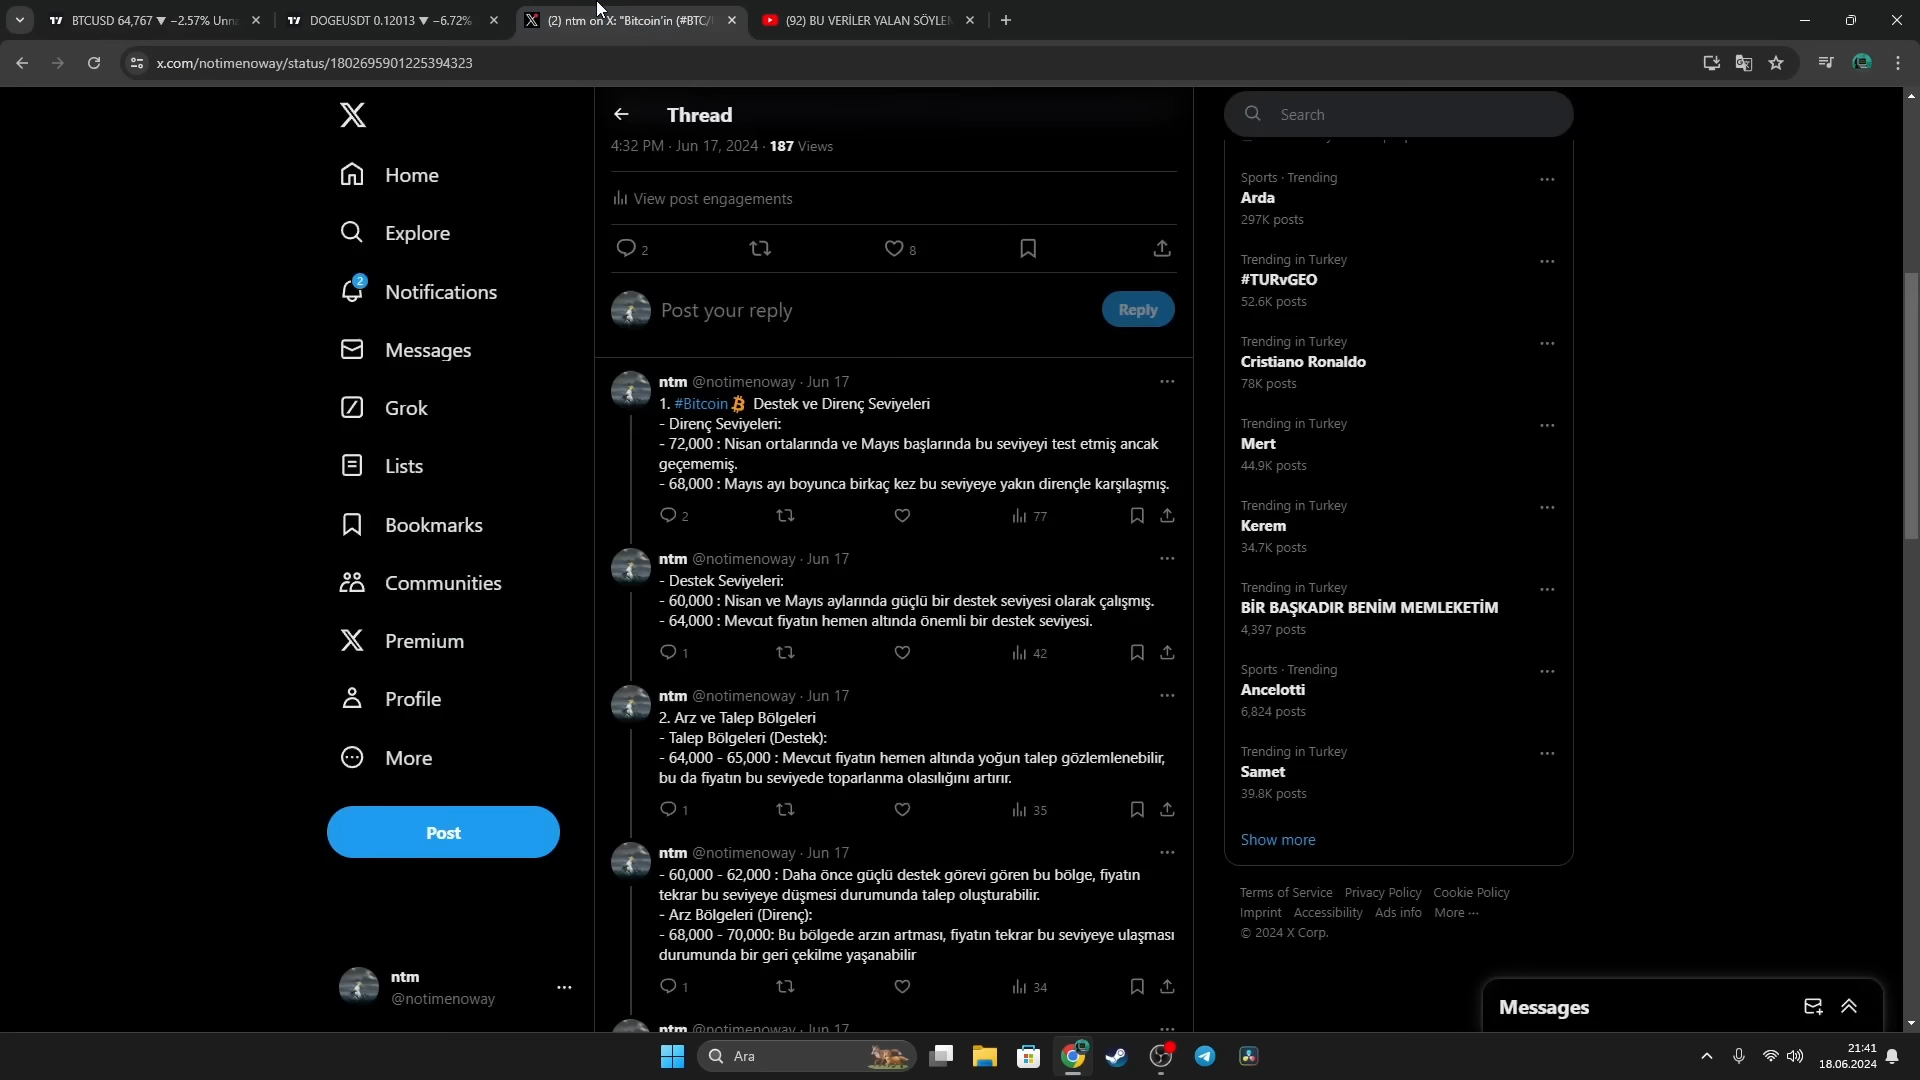 BTCUSD 64,767 ▼ −2.57% Unna
DOGEUSDT 0.12013 ▼ −6.72%
(2) ntm on X: "Bitcoin'in (#BTC/
(92) BU VERİLER YALAN SÖYLE
x.com/notimenoway/status/1802695901225394323
Home
Explore
2
Notifications
Messages
Grok
Lists
Bookmarks
Communities
Premium
Profile
More
Post
ntm
@notimenoway
Thread
4:32 PM · Jun 17, 2024 · 187 Views
View post engagements
2
8
Post your reply
Reply
ntm @notimenoway · Jun 17
1. #Bitcoin Destek ve Direnç Seviyeleri
- Direnç Seviyeleri:
- 72,000 : Nisan ortalarında ve Mayıs başlarında bu seviyeyi test etmiş ancak
geçememiş.
- 68,000 : Mayıs ayı boyunca birkaç kez bu seviyeye yakın dirençle karşılaşmış.
2
77
ntm @notimenoway · Jun 17
- Destek Seviyeleri:
- 60,000 : Nisan ve Mayıs aylarında güçlü bir destek seviyesi olarak çalışmış.
- 64,000 : Mevcut fiyatın hemen altında önemli bir destek seviyesi.
1
42
ntm @notimenoway · Jun 17
2. Arz ve Talep Bölgeleri
- Talep Bölgeleri (Destek):
- 64,000 - 65,000 : Mevcut fiyatın hemen altında yoğun talep gözlemlenebilir,
bu da fiyatın bu seviyede toparlanma olasılığını artırır.
1
35
ntm @notimenoway · Jun 17
- 60,000 - 62,000 : Daha önce güçlü destek görevi gören bu bölge, fiyatın
tekrar bu seviyeye düşmesi durumunda talep oluşturabilir.
- Arz Bölgeleri (Direnç):
- 68,000 - 70,000: Bu bölgede arzın artması, fiyatın tekrar bu seviyeye ulaşması
durumunda bir geri çekilme yaşanabilir
1
34
ntm @notimenoway · Jun 17
Search
Sports · Trending
Arda
297K posts
Trending in Turkey
#TURvGEO
52.6K posts
Trending in Turkey
Cristiano Ronaldo
78K posts
Trending in Turkey
Mert
44.9K posts
Trending in Turkey
Kerem
34.7K posts
Trending in Turkey
BİR BAŞKADIR BENİM MEMLEKETİM
4,397 posts
Sports · Trending
Ancelotti
6,824 posts
Trending in Turkey
Samet
39.8K posts
Show more
Terms of Service Privacy Policy Cookie Policy
Imprint Accessibility Ads info More ···
© 2024 X Corp.
Messages
Ara
21:41
18.06.2024